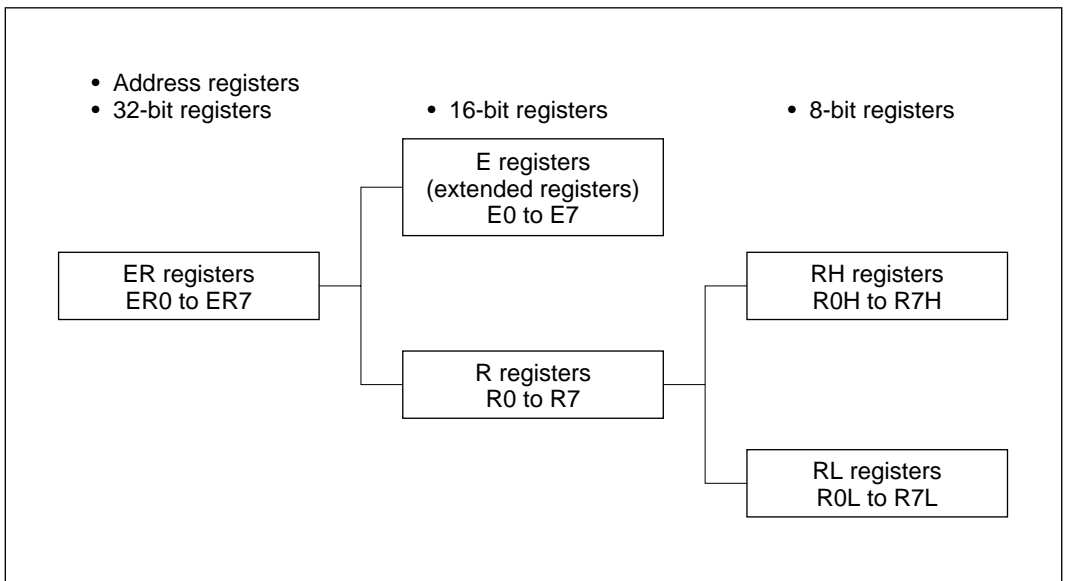 • Address registers
• 32-bit registers
• 16-bit registers
• 8-bit registers
E registers
(extended registers)
E0 to E7
ER registers
ER0 to ER7
RH registers
R0H to R7H
R registers
R0 to R7
RL registers
R0L to R7L